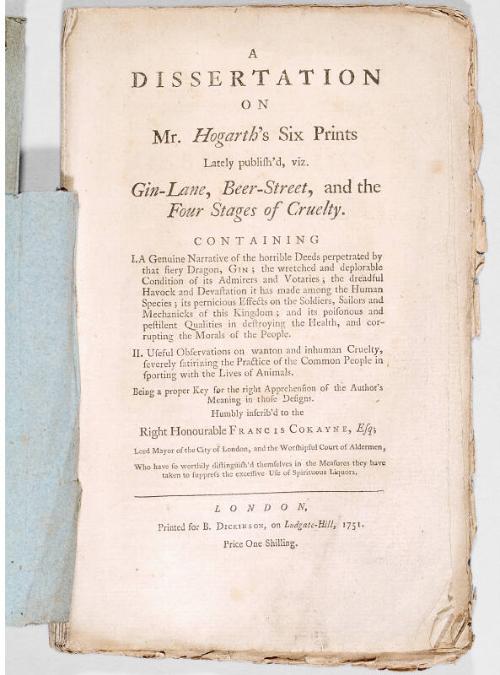 A
DISSERTATION
ON
Mr. Hogarth's Six Prints
Lately publiſh'd, viz.
Gin-Lane, Beer-Street, and the
Four Stages of Cruelty.
CONTAINING
I. A Genuine Narrative of the horrible Deeds perpetrated by
that fiery Dragon, GIN; the wretched and deplorable
Condition of its Admirers and Votaries; the dreadful
Havock and Devaſtation it has made among the Human
Species; its pernicious Effects on the Soldiers, Sailors and
Mechanicks of this Kingdom; and its poiſonous and
peſtilent Qualities in deſtroying the Health, and cor-
rupting the Morals of the People.
II. Uſeful Obſervations on wanton and inhuman Cruelty,
ſeverely ſatirizing the Practice of the Common People in
ſporting with the Lives of Animals.
Being a proper Key for the right Apprehenſion of the Author's
Meaning in thoſe Deſigns.
Humbly inſcrib'd to the
Right Honourable FRANCIS COKAYNE, Eſq;
Lord Mayor of the City of London, and the Worſhipful Court of Aldermen,
Who have ſo worthily diſtinguiſh'd themſelves in the Meaſures they have
taken to ſuppreſs the exceſſive Uſe of Spirituous Liquors.
LONDON,
Printed for B. DICKINSON, on Ludgate-Hill, 1751.
Price One Shilling.